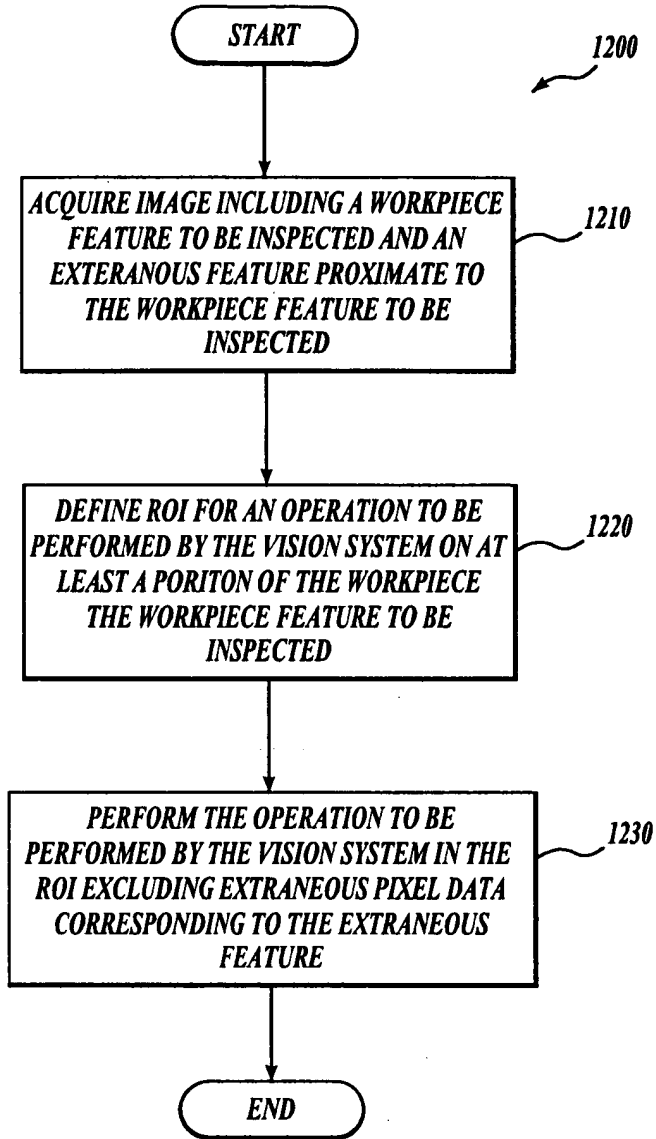 START
1200
ACQUIRE IMAGE INCLUDING A WORKPIECE
FEATURE TO BE INSPECTED AND AN
EXTERANOUS FEATURE PROXIMATE TO
THE WORKPIECE FEATURE TO BE
INSPECTED
1210
DEFINE ROI FOR AN OPERATION TO BE
PERFORMED BY THE VISION SYSTEM ON AT
LEAST A PORITON OF THE WORKPIECE
THE WORKPIECE FEATURE TO BE
INSPECTED
1220
PERFORM THE OPERATION TO BE
PERFORMED BY THE VISION SYSTEM IN THE
ROI EXCLUDING EXTRANEOUS PIXEL DATA
CORRESPONDING TO THE EXTRANEOUS
FEATURE
1230
END